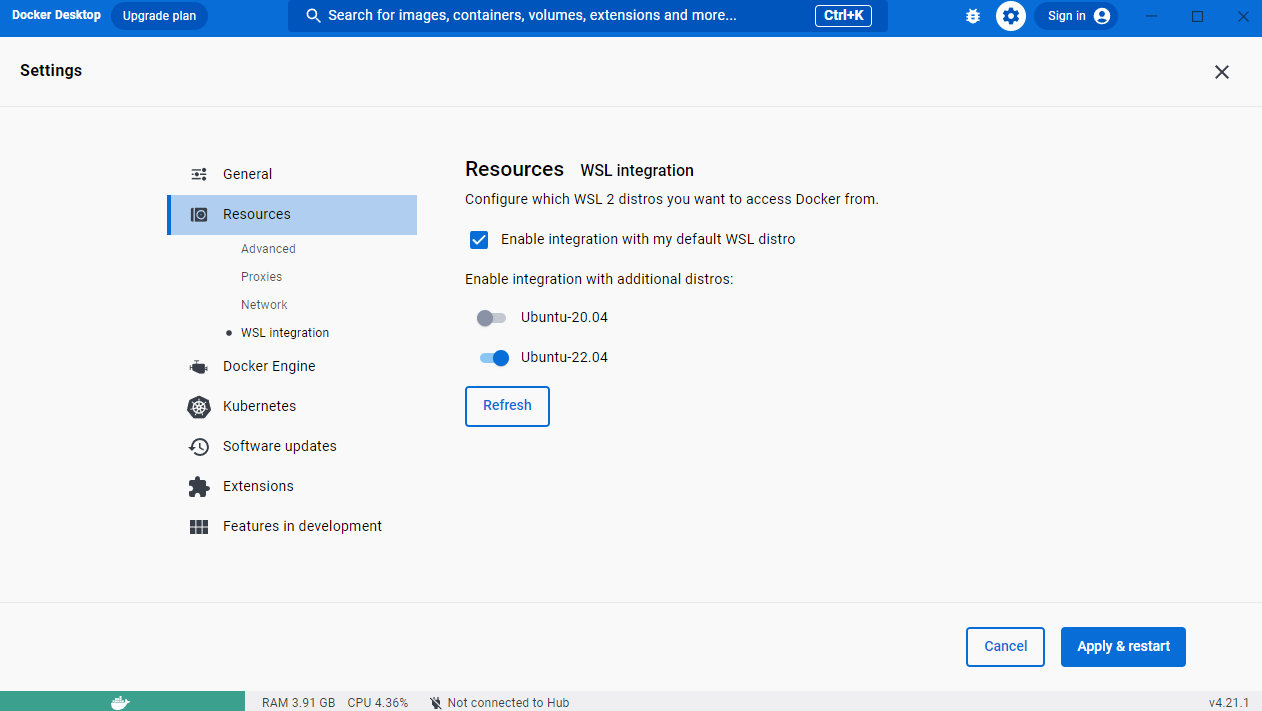 Docker Desktop Upgrade plan Search for images, containers, volumes, extensions and more... Ctrl+K Sign in
Settings
General
Resources
Advanced
Proxies
Network
WSL integration
Docker Engine
Kubernetes
Software updates
Extensions
Features in development
Resources WSL integration
Configure which WSL 2 distros you want to access Docker from.
Enable integration with my default WSL distro
Enable integration with additional distros:
Ubuntu-20.04
Ubuntu-22.04
Refresh
Cancel Apply & restart
RAM 3.91 GB CPU 4.36% Not connected to Hub v4.21.1